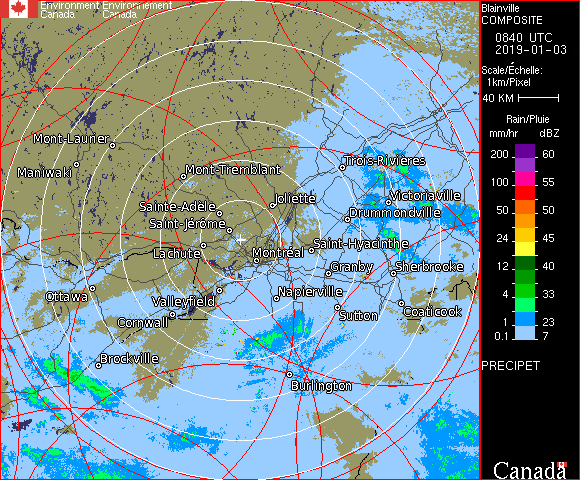 Environment Environnement
Canada Canada
Blainville
COMPOSITE
0840 UTC
2019-01-03
Scale/Échelle:
1km/Pixel
40 KM
Rain/Pluie
mm/hr dBZ
200 60
100 55
50 50
24 45
12 40
4 33
1 23
0.1 7
PRECIPET
Mont-Laurier
Maniwaki
Mont-Tremblant
Trois-Rivieres
Joliette
Victoriaville
Sainte-Adele
Drummondville
Saint-Jérôme
Lachute
Montréal
Saint-Hyacinthe
Granby
Sherbrooke
Ottawa
Valleyfield
Napierville
Cornwall
Sutton
Coaticook
Brockville
Burlington
Canada